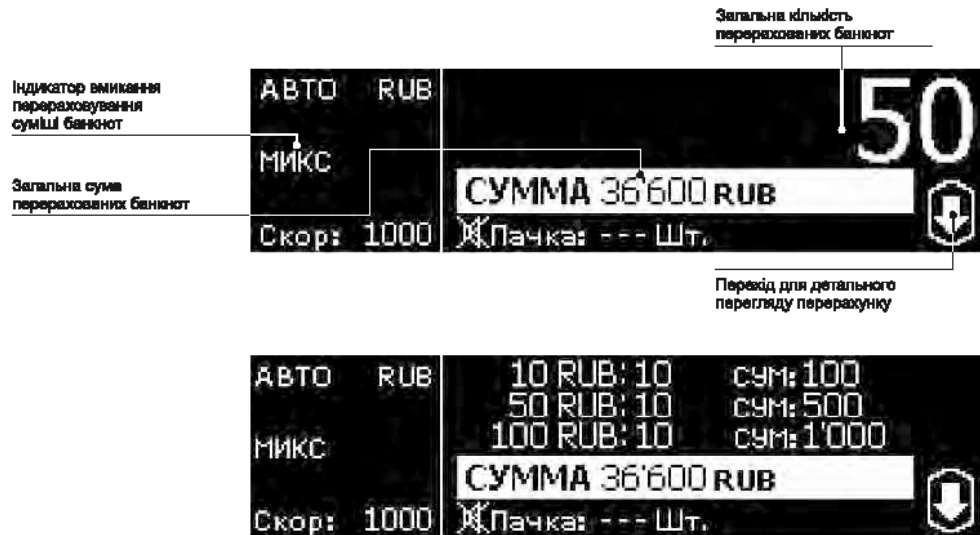 Загальна кількість
перерахованих банкнот
Індикатор вмикання
перераховування
суміші банкнот
Загальна сума
перерахованих банкнот
АВТО RUB
50
МИКС
СУММА 36'600 RUB
Скор: 1000 Пачка: --- Шт.
Перехід для детального
перегляду перерахунку
АВТО RUB
10 RUB: 10 сум: 100
50 RUB: 10 сум: 500
100 RUB: 10 сум: 1'000
МИКС
СУММА 36'600 RUB
Скор: 1000 Пачка: --- Шт.